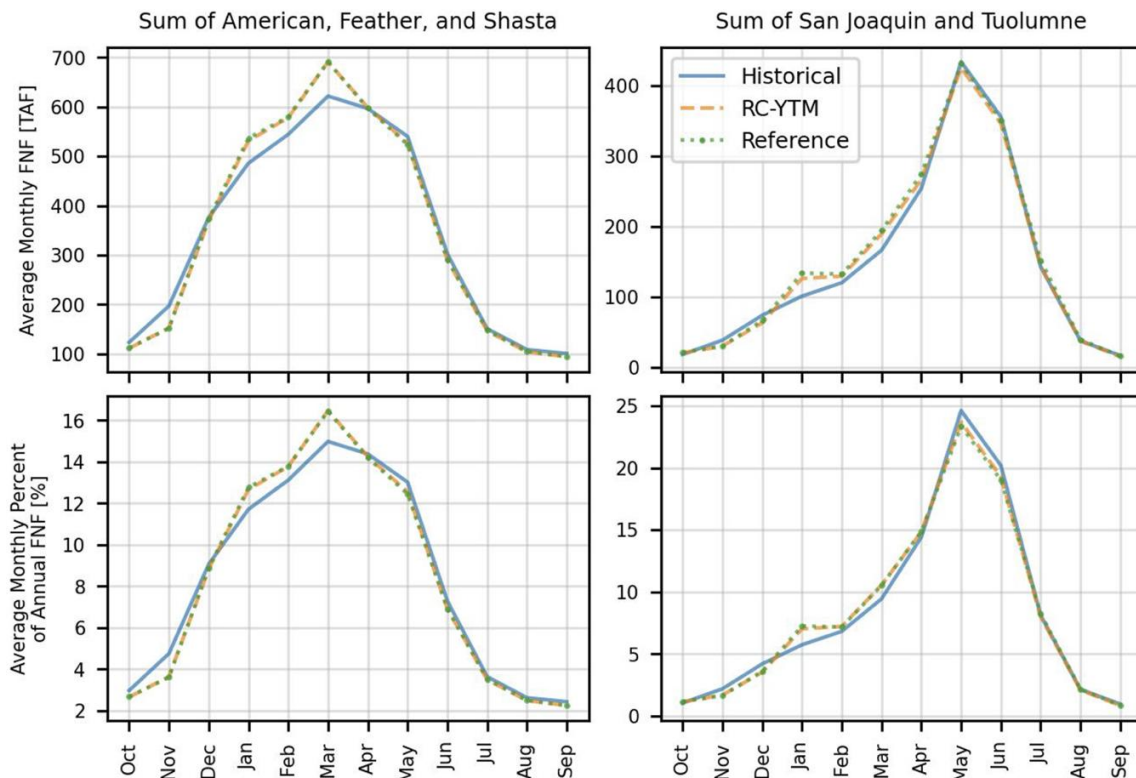 Sum of American, Feather, and Shasta
Sum of San Joaquin and Tuolumne
Average Monthly FNF [TAF]
700
600
500
400
300
200
100
400
300
200
100
0
Historical
RC-YTM
Reference
Average Monthly Percent
of Annual FNF [%]
16
14
12
10
8
6
4
2
25
20
15
10
5
0
Oct
Nov
Dec
Jan
Feb
Mar
Apr
May
Jun
Jul
Aug
Sep
Oct
Nov
Dec
Jan
Feb
Mar
Apr
May
Jun
Jul
Aug
Sep